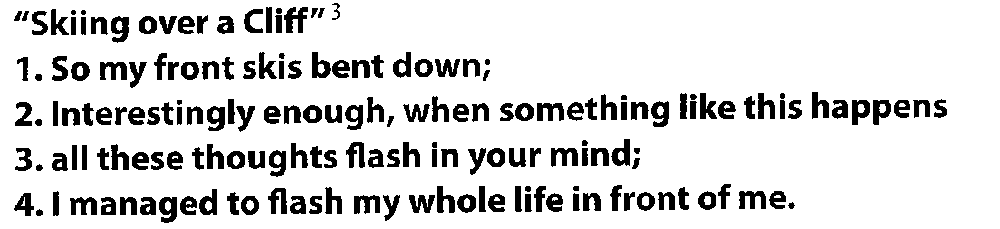 “Skiing over a Cliff” 3
1. So my front skis bent down;
2. Interestingly enough, when something like this happens
3. all these thoughts flash in your mind;
4. I managed to flash my whole life in front of me.